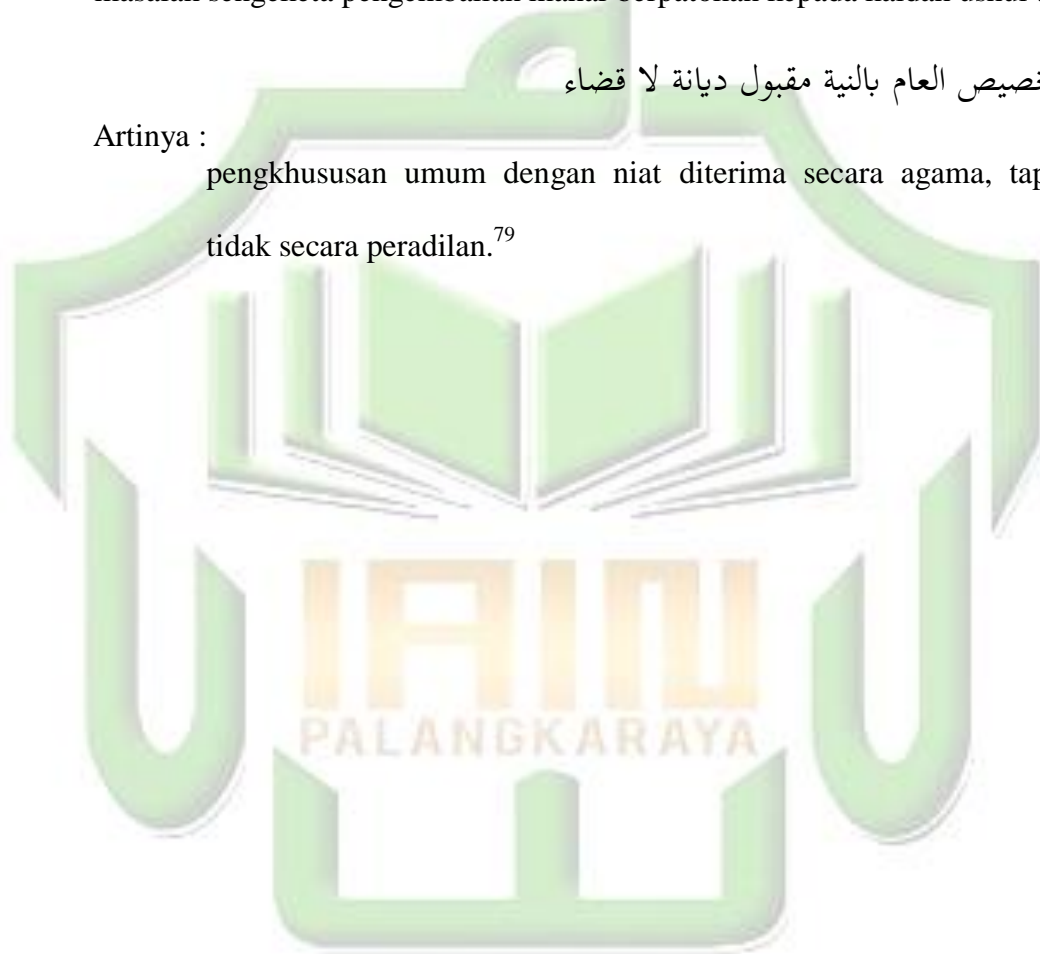 خصيص العام بالنية مقبول ديانة لا قضاء
Artinya :
pengkhususan umum dengan niat diterima secara agama, tap
tidak secara peradilan.79
IAIN
PALANGKARAYA